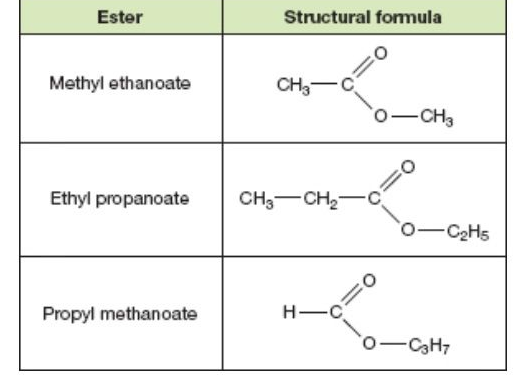 Ester Structural formula
Methyl ethanoate
O
CH₃—C
O—CH₃
Ethyl propanoate
O
CH₃—CH₂—C
O—C₂H₅
Propyl methanoate
O
H—C
O—C₃H₇